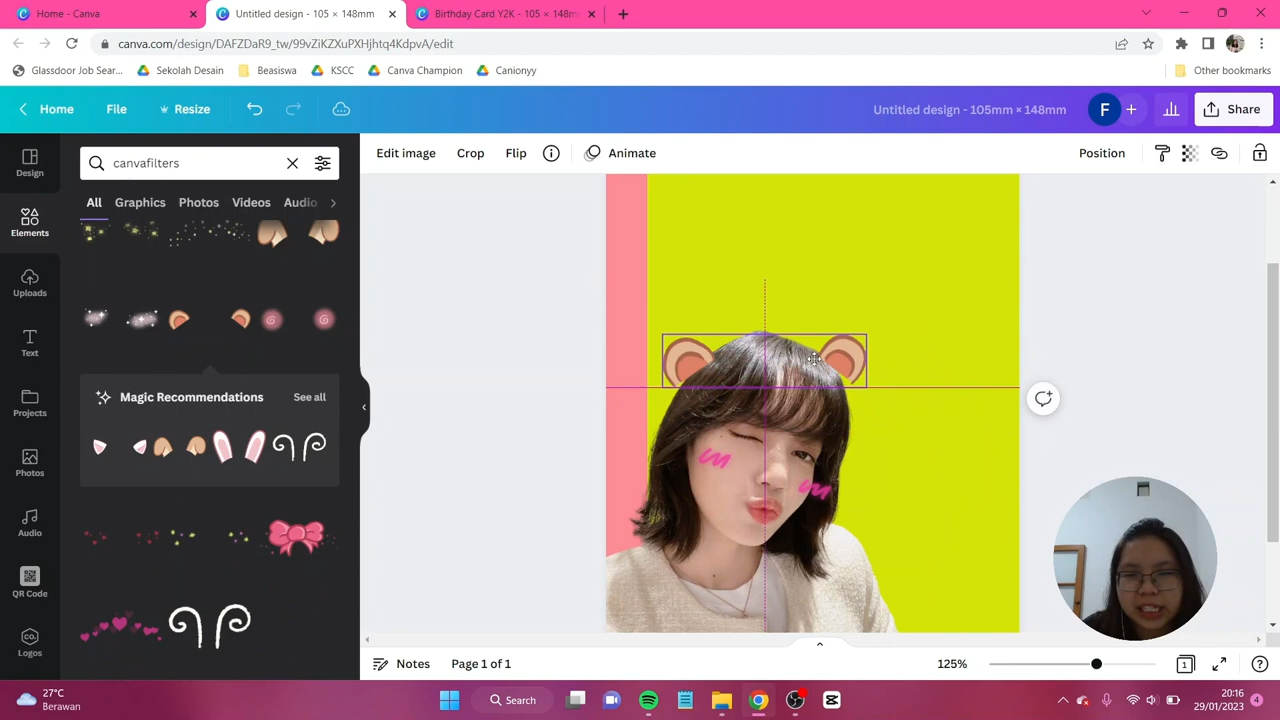 Home - Canva
Untitled design - 105 × 148mm
Birthday Card Y2K - 105 × 148m
canva.com/design/DAFZDaR9_tw/99vZiKZXuPXHjhtq4KdpvA/edit
Glassdoor Job Sear...
Sekolah Desain
Beasiswa
KSCC
Canva Champion
Canionyy
Other bookmarks
Home
File
Resize
Untitled design - 105mm × 148mm
F
Share
Design
canvafilters
Edit image
Crop
Flip
Animate
Position
Elements
All
Graphics
Photos
Videos
Audio
Uploads
Text
Projects
Magic Recommendations
See all
Photos
Audio
QR Code
Logos
Notes
Page 1 of 1
125%
1
27°C
Berawan
Search
20:16
29/01/2023
4